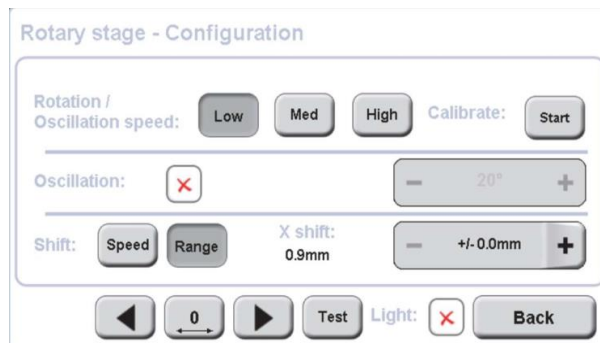 Rotary stage - Configuration
Rotation /
Oscillation speed: Low Med High Calibrate: Start
Oscillation: − 20° +
Shift: Speed Range X shift: − +/- 0.0mm +
0.9mm
0 Test Light: Back